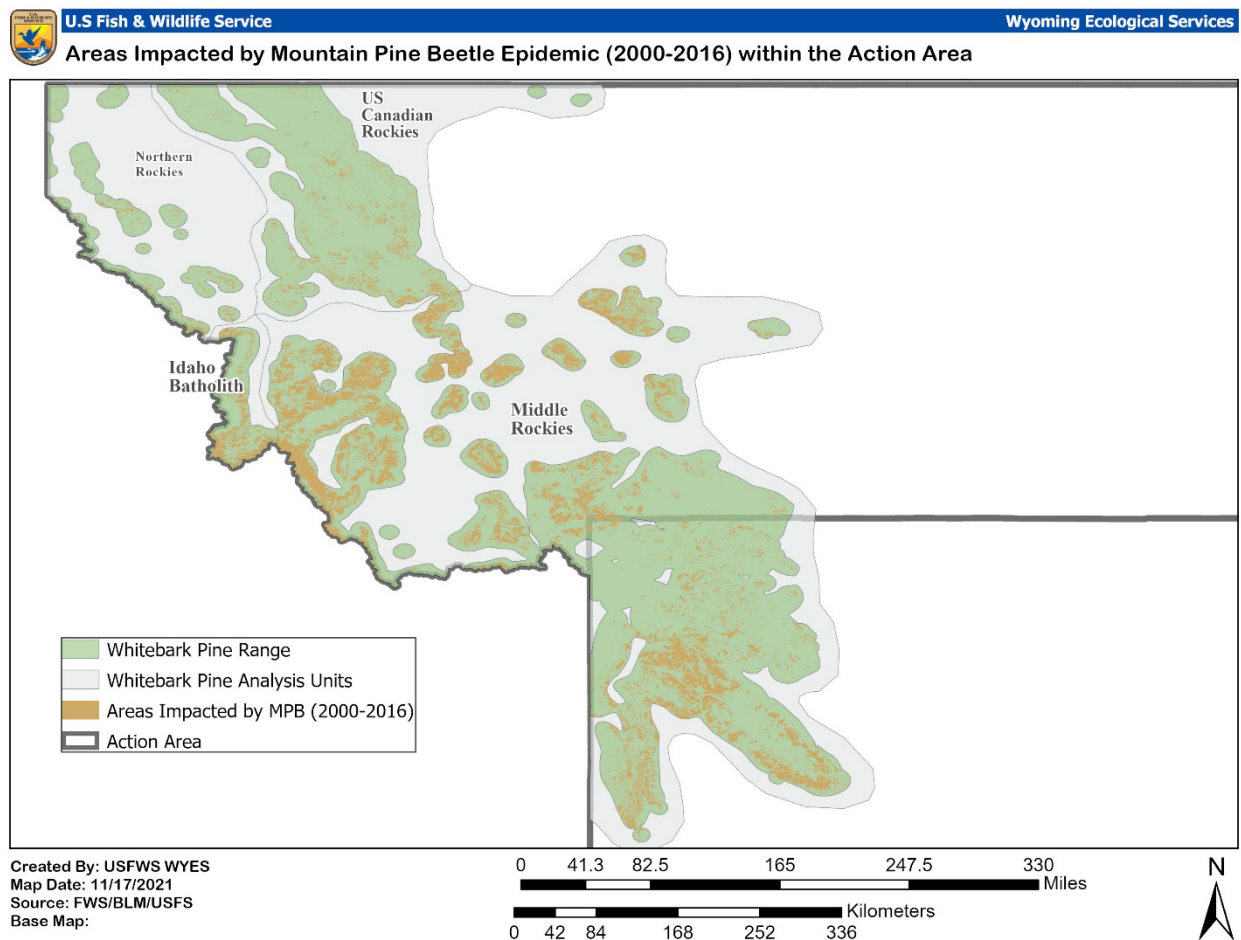 U.S Fish & Wildlife Service
Wyoming Ecological Services
Areas Impacted by Mountain Pine Beetle Epidemic (2000-2016) within the Action Area
US
Canadian
Rockies
Northern
Rockies
Idaho
Batholith
Middle
Rockies
Whitebark Pine Range
Whitebark Pine Analysis Units
Areas Impacted by MPB (2000-2016)
Action Area
Created By: USFWS WYES
Map Date: 11/17/2021
Source: FWS/BLM/USFS
Base Map:
0 41.3 82.5 165 247.5 330
Miles
Kilometers
0 42 84 168 252 336
N